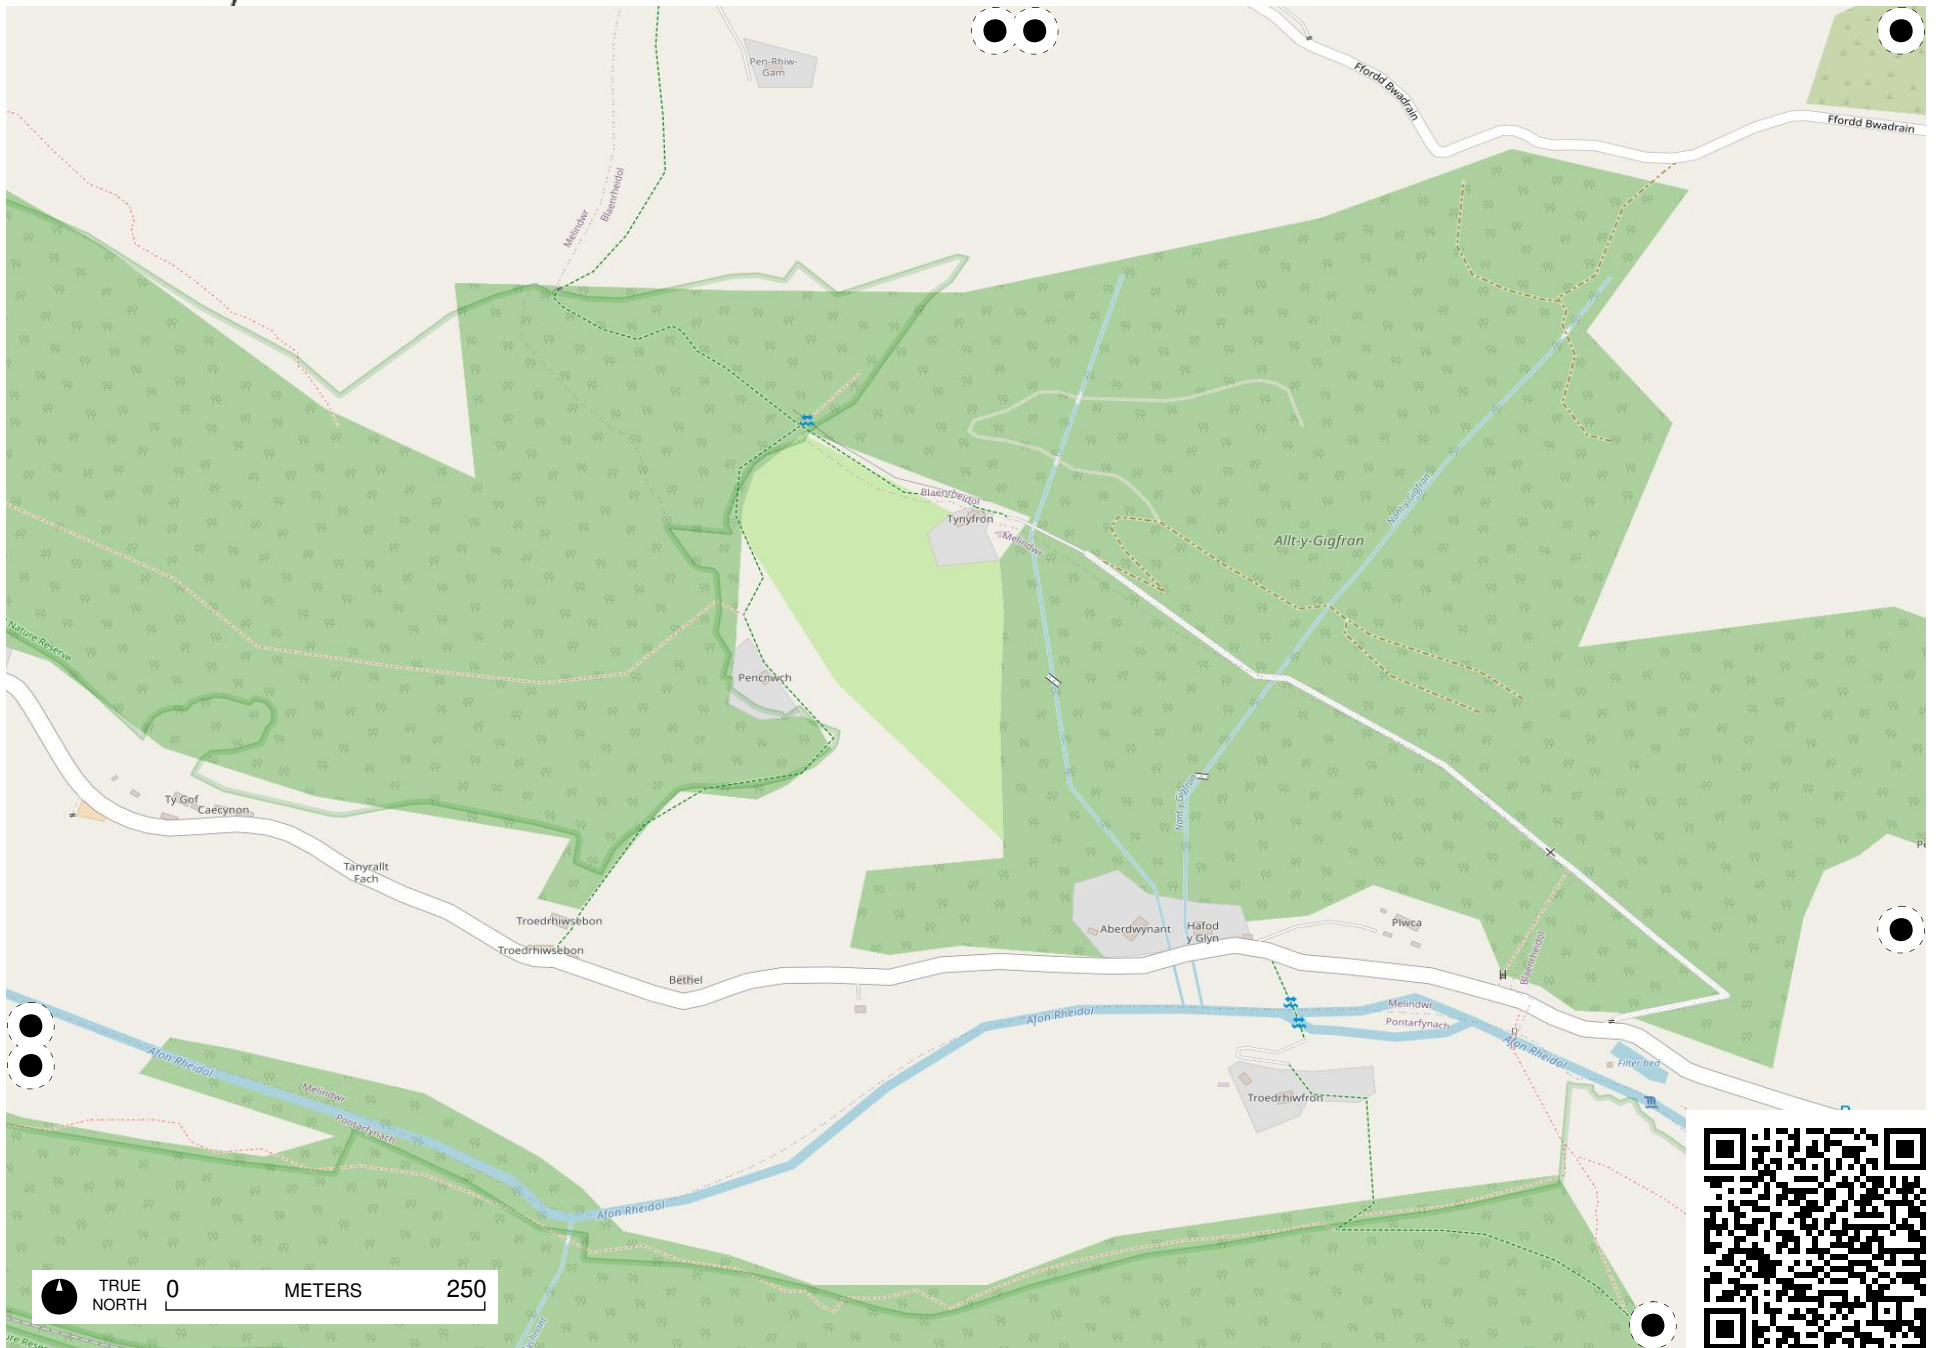 Pen-Rhiw-
Gam
Ffordd Bwadrain
Ffordd Bwadrain
Melindwr
Blaenrheidol
Blaenrheidol
Tynyfron
Melindwr
Nant y Gigfran
Allt-y-Gigfran
Nature Reserve
Pencnwch
Nant y Gigfran
Ty Gof
Caecynon
Tanyrallt
Fach
Troedrhiwsebon
Troedrhiwsebon
Aberdwynant
Hafod
y Glyn
Plwca
Blaenrheidol
Bethel
Afon Rheidol
Melindwr
Pontarfynach
Afon Rheidol
Filter bed
Afon Rheidol
Melindwr
Pontarfynach
Troedrhiwfron
Afon Rheidol
TRUE
NORTH
0 METERS 250